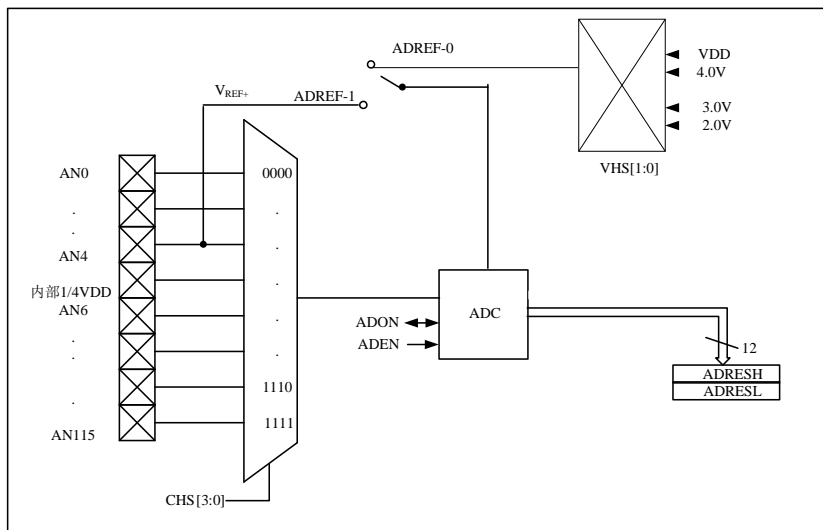 ADREF-0
VDD
4.0V
3.0V
2.0V
VHS[1:0]
VREF+
ADREF-1
AN0
.
.
AN4
内部1/4VDD
AN6
.
.
.
AN115
0000
.
.
.
.
.
1110
1111
CHS[3:0]
ADON
ADEN
ADC
12
ADRESH
ADRESL